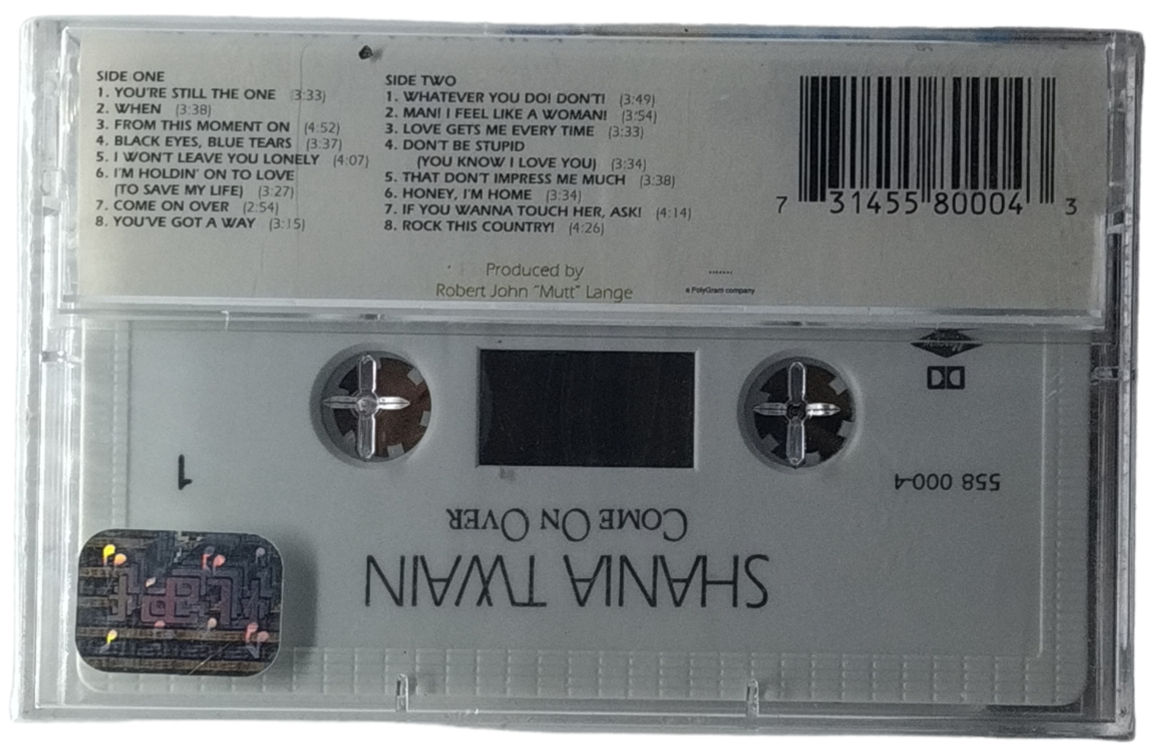 SIDE ONE
1. YOU'RE STILL THE ONE (3:33)
2. WHEN (3:38)
3. FROM THIS MOMENT ON (4:52)
4. BLACK EYES, BLUE TEARS (3:37)
5. I WON'T LEAVE YOU LONELY (4:07)
6. I'M HOLDIN' ON TO LOVE
(TO SAVE MY LIFE) (3:27)
7. COME ON OVER (2:54)
8. YOU'VE GOT A WAY (3:15)
SIDE TWO
1. WHATEVER YOU DO! DON'T! (3:49)
2. MAN! I FEEL LIKE A WOMAN! (3:54)
3. LOVE GETS ME EVERY TIME (3:33)
4. DON'T BE STUPID
(YOU KNOW I LOVE YOU) (3:34)
5. THAT DON'T IMPRESS ME MUCH (3:38)
6. HONEY, I'M HOME (3:34)
7. IF YOU WANNA TOUCH HER, ASK! (4:14)
8. ROCK THIS COUNTRY! (4:26)
Produced by
Robert John "Mutt" Lange
a PolyGram company
7 31455 80004 3
SHANIA TWAIN
COME ON OVER
558 000-4
1